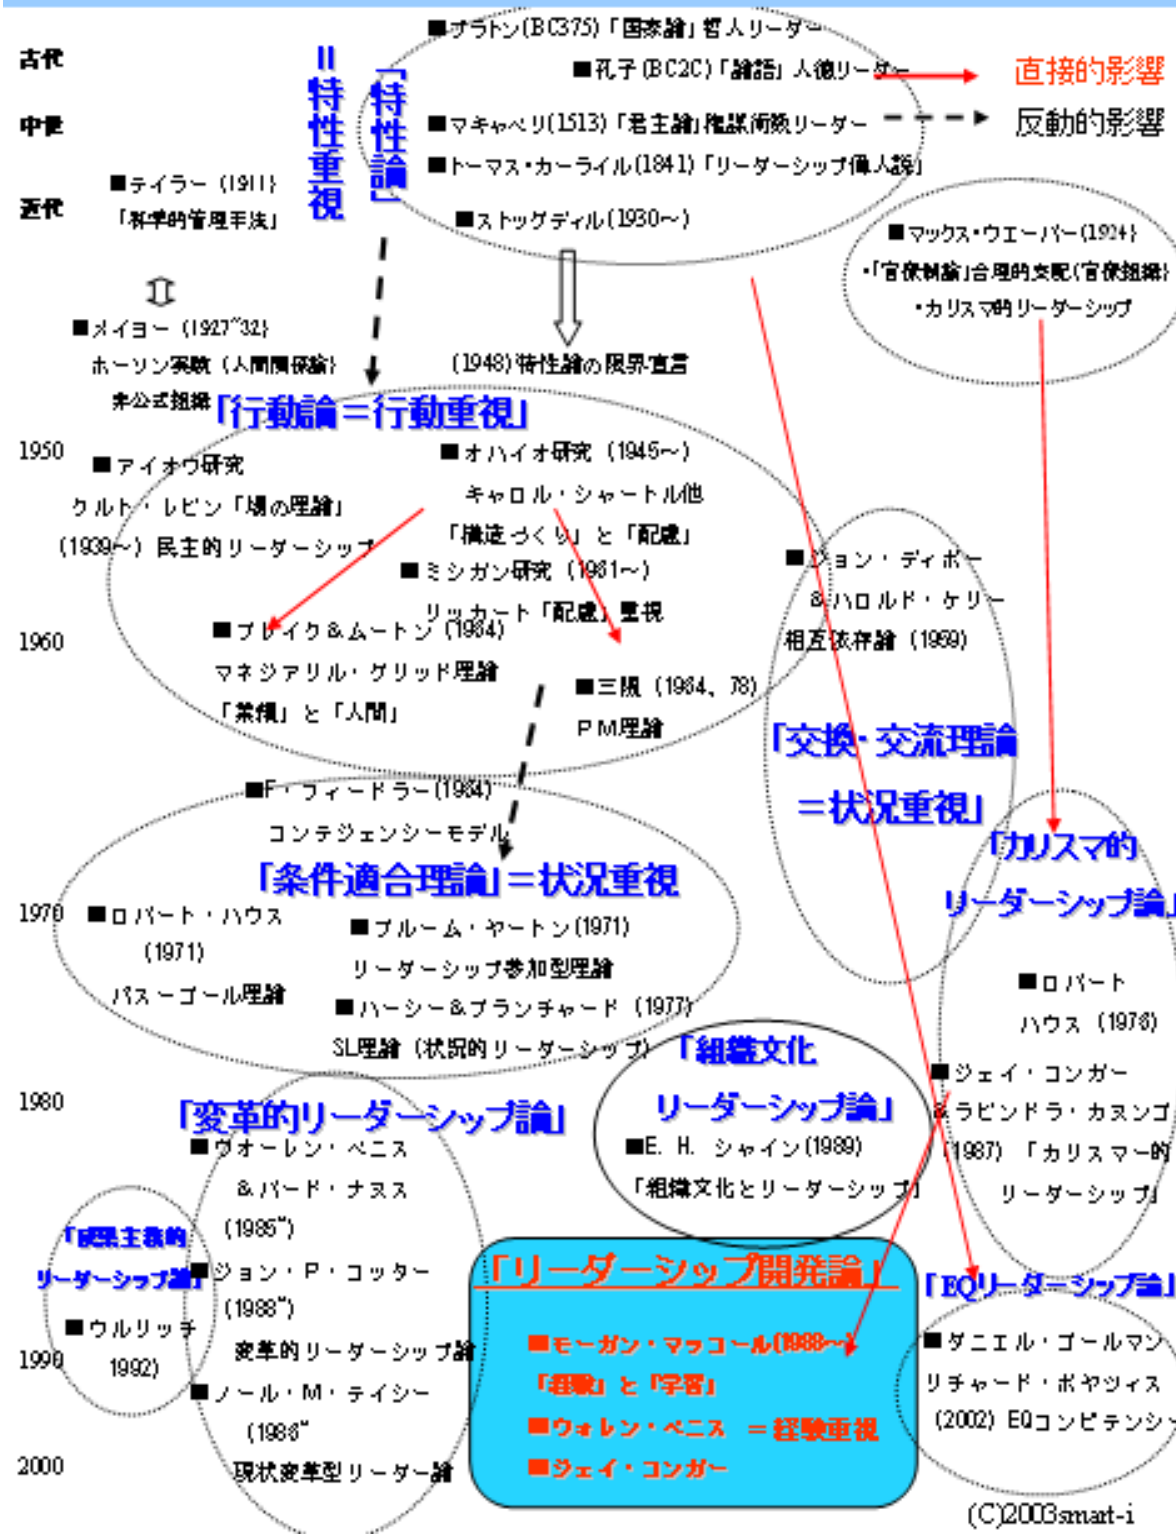 古代
中世
近代
「特性論」
＝特性重視
■プラトン(BC375)「国家論」哲人リーダー
■孔子(BC2C)「論語」人徳リーダー
■マキャベリ(1513)「君主論」権謀術数リーダー
■トーマス・カーライル(1841)「リーダーシップ偉人説」
■ストッグディル(1930～)
直接的影響
反動的影響
■テイラー (1911)
「科学的管理手法」
■メイヨー (1927~32)
ホーソン実験 (人間関係論)
非公式組織
(1948)特性論の限界宣言
■マックス・ウエーバー(1924)
・「官僚制論」合理的支配(官僚組織)
・カリスマ的リーダーシップ
「行動論＝行動重視」
1950
■アイオワ研究
クルト・レビン「場の理論」
(1939～) 民主的リーダーシップ
■オハイオ研究 (1945～)
キャロル・シャートル他
「構造づくり」と「配慮」
■ミシガン研究 (1961～)
リッカート「配慮」重視
1960
■ブレイク＆ムートン (1964)
マネジアリル・グリッド理論
「業績」と「人間」
■三隅 (1964、78)
ＰＭ理論
■ジョン・ティボー
＆ハロルド・ケリー
相互依存論 (1959)
「交換・交流理論
＝状況重視」
■F・フィードラー(1964)
コンテジェンシーモデル
「条件適合理論」＝状況重視
1970
■ロバート・ハウス
(1971)
パスーゴール理論
■ブルーム・ヤートン(1971)
リーダーシップ参加型理論
■ハーシー＆ブランチャード (1977)
SL理論 (状況的リーダーシップ)
「カリスマ的
リーダーシップ論」
■ロバート
ハウス (1976)
■ジェイ・コンガー
＆ラビンドラ・カヌンゴ
(1987) 「カリスマー的
リーダーシップ」
「組織文化
リーダーシップ論」
■E. H. シャイン(1989)
「組織文化とリーダーシップ」
1980
「変革的リーダーシップ論」
■ウオーレン・ベニス
＆バード・ナヌス
(1985~)
■ジョン・Ｐ・コッター
(1988~)
変革的リーダーシップ論
■ノール・Ｍ・テイシー
(1986~
現状変革型リーダー論
「成果主義的
リーダーシップ論」
■ウルリッチ
1992)
1990
2000
「リーダーシップ開発論」
■モーガン・マッコール(1988～)
「経験」と「学習」
■ウォレン・ベニス ＝経験重視
■ジェイ・コンガー
「EQリーダーシップ論」
■ダニエル・ゴールマン
リチャード・ボヤツィス
(2002) EQコンピテンシー
(C)2003smart-i